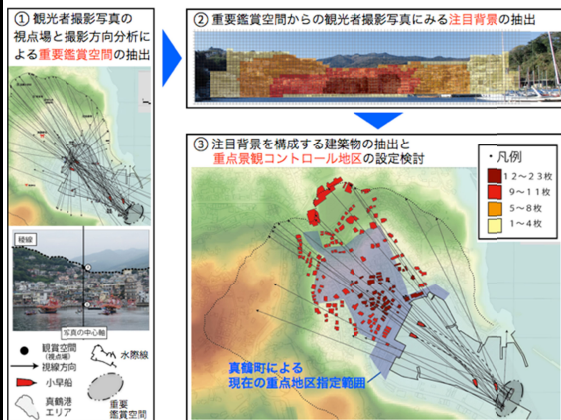 ① 観光者撮影写真の
視点場と撮影方向分析に
よる重要鑑賞空間の抽出
② 重要鑑賞空間からの観光者撮影写真にみる注目背景の抽出
③ 注目背景を構成する建築物の抽出と
重点景観コントロール地区の設定検討
・凡例
12〜23枚
9〜11枚
5〜8枚
1〜4枚
稜線
写真の中心軸
観賞空間
(視点場)
水際線
視線方向
小早船
真鶴港
エリア
重要
鑑賞空間
真鶴町による
現在の重点地区指定範囲